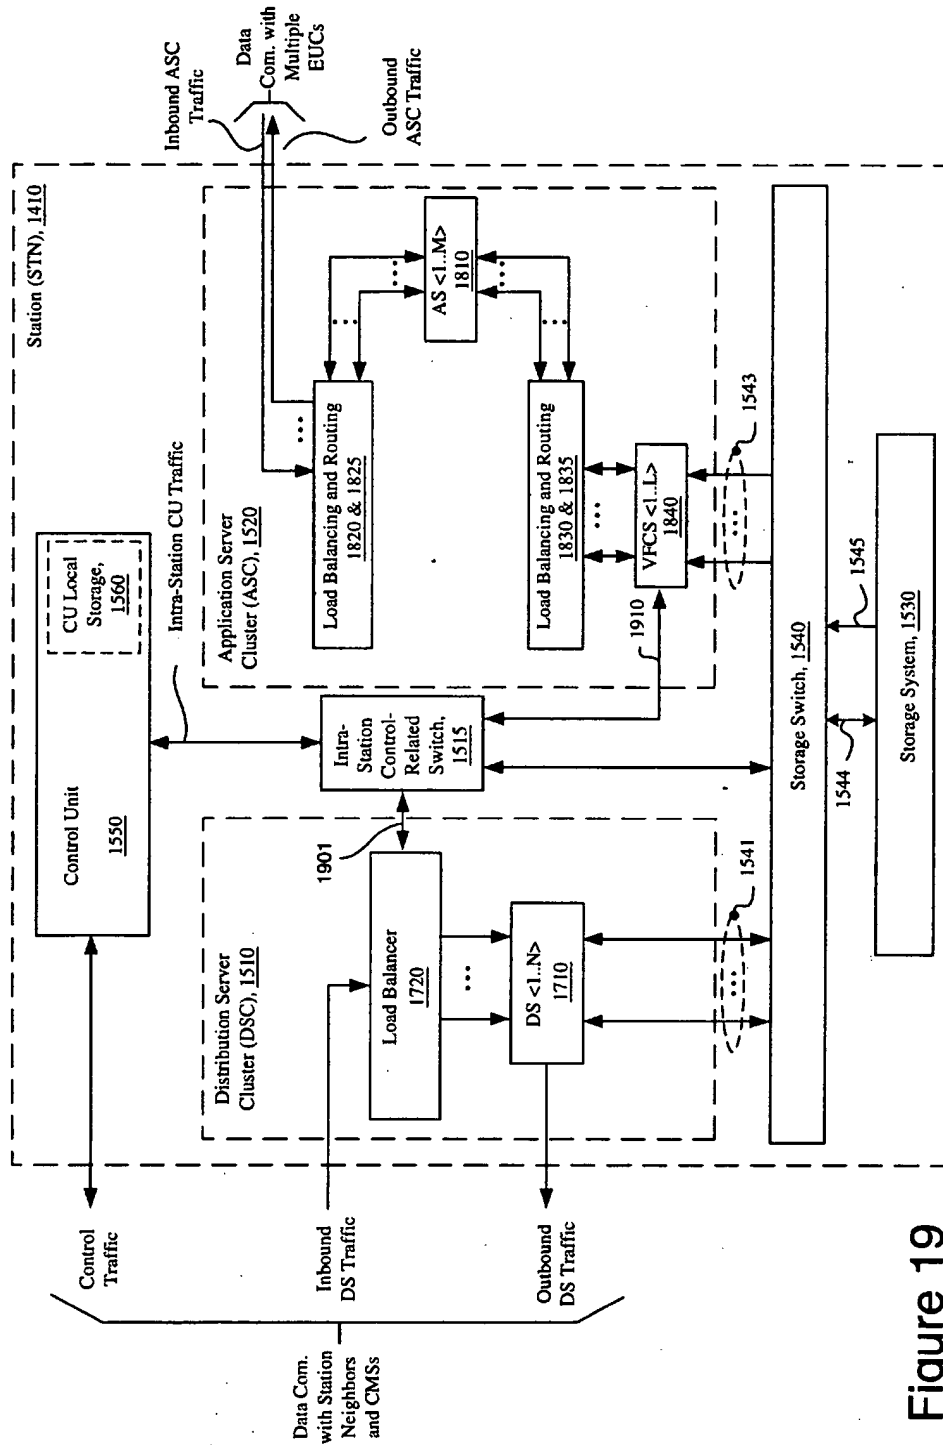 Station (STN), 1410
Control Unit
1550
CU Local
Storage,
1560
Control
Traffic
Intra-Station CU Traffic
Inbound ASC
Traffic
Data
Com. with
Multiple
EUCs
Outbound
ASC Traffic
Data Com.
with Station
Neighbors
and CMSs
Inbound
DS Traffic
Outbound
DS Traffic
Distribution Server
Cluster (DSC), 1510
Load Balancer
1720
...
DS <1..N>
1710
1901
Intra-
Station
Control-
Related
Switch,
1515
Application Server
Cluster (ASC), 1520
Load Balancing and Routing
1820 & 1825
...
...
...
AS <1..M>
1810
...
...
Load Balancing and Routing
1830 & 1835
...
VFCS <1..L>
1840
1910
...
1541
...
1543
Storage Switch, 1540
1544
1545
Storage System, 1530
Figure 19